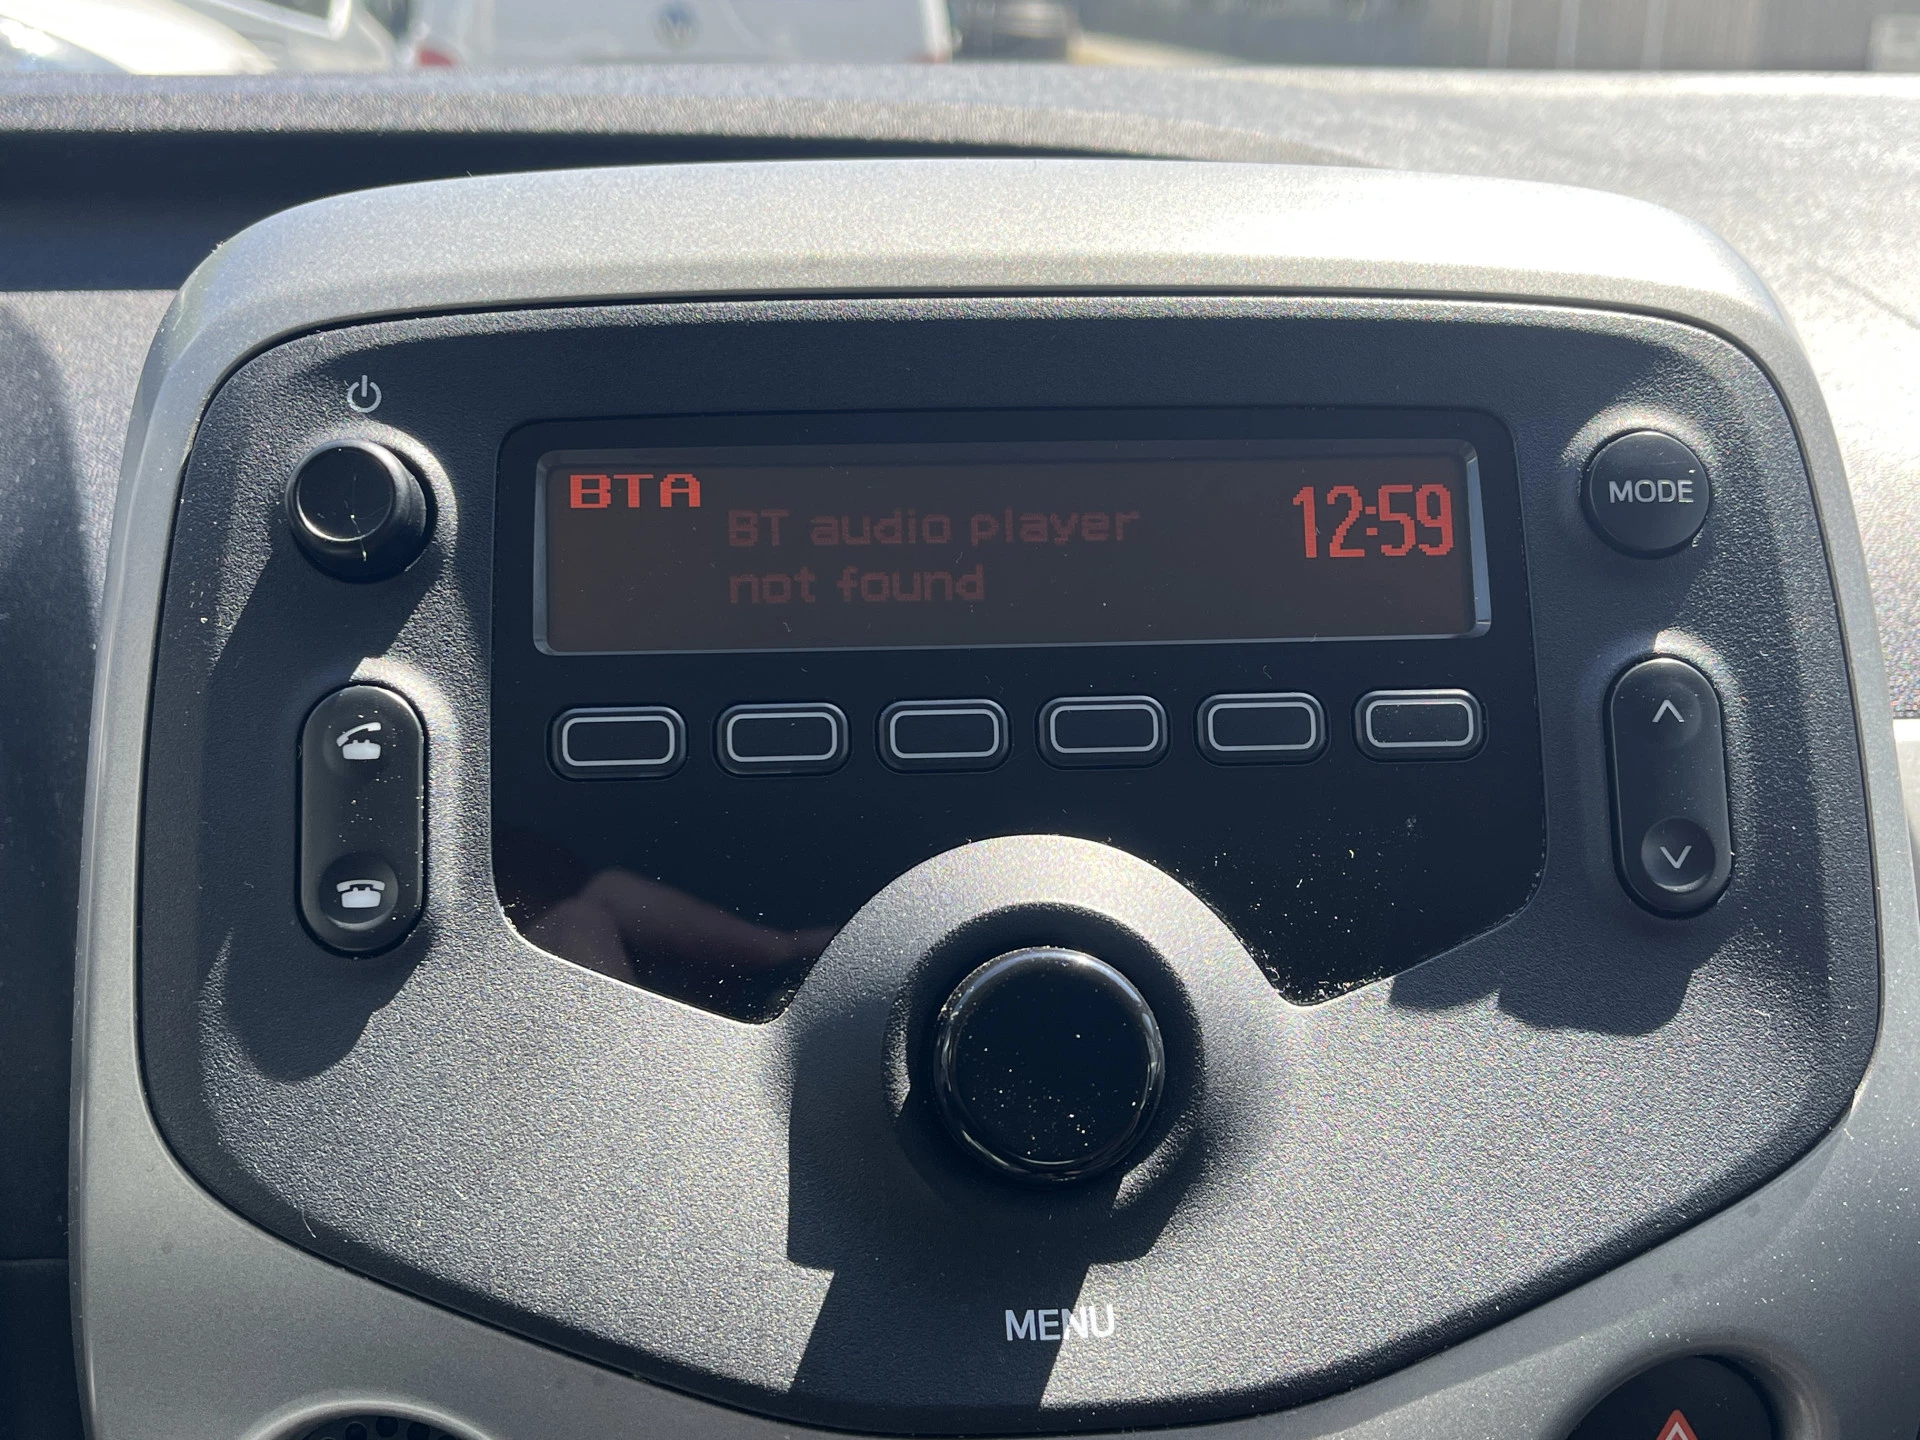 BTA
12:59
BT audio player
not found
MODE
MENU